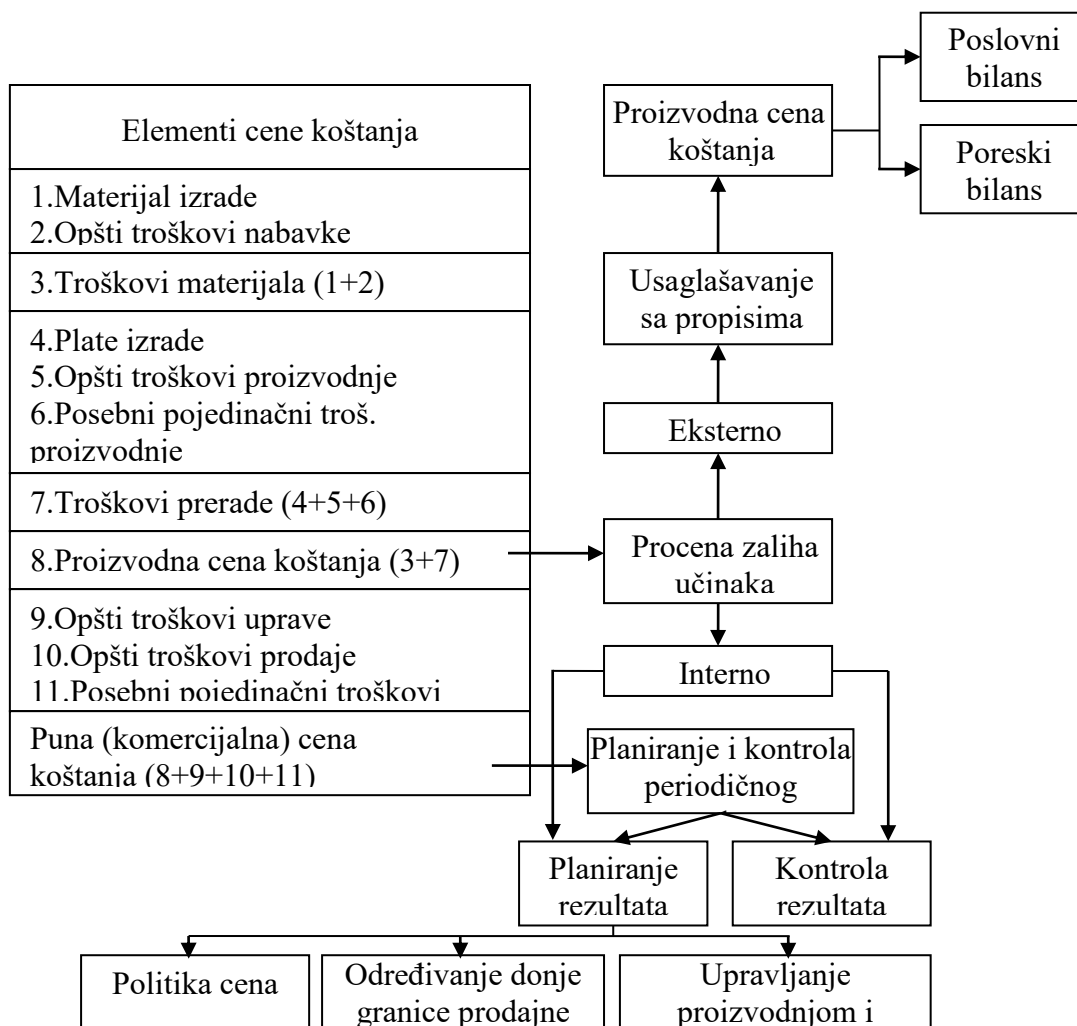 Elementi cene koštanja
1.Materijal izrade
2.Opšti troškovi nabavke
3.Troškovi materijala (1+2)
4.Plate izrade
5.Opšti troškovi proizvodnje
6.Posebni pojedinačni troš.
proizvodnje
7.Troškovi prerade (4+5+6)
8.Proizvodna cena koštanja (3+7)
9.Opšti troškovi uprave
10.Opšti troškovi prodaje
11.Posebni pojedinačni troškovi
Puna (komercijalna) cena
koštanja (8+9+10+11)
Poslovni
bilans
Proizvodna cena
koštanja
Poreski
bilans
Usaglašavanje
sa propisima
Eksterno
Procena zaliha
učinaka
Interno
Planiranje i kontrola
periodičnog
Planiranje
rezultata
Kontrola
rezultata
Politika cena
Određivanje donje
granice prodajne
Upravljanje
proizvodnjom i